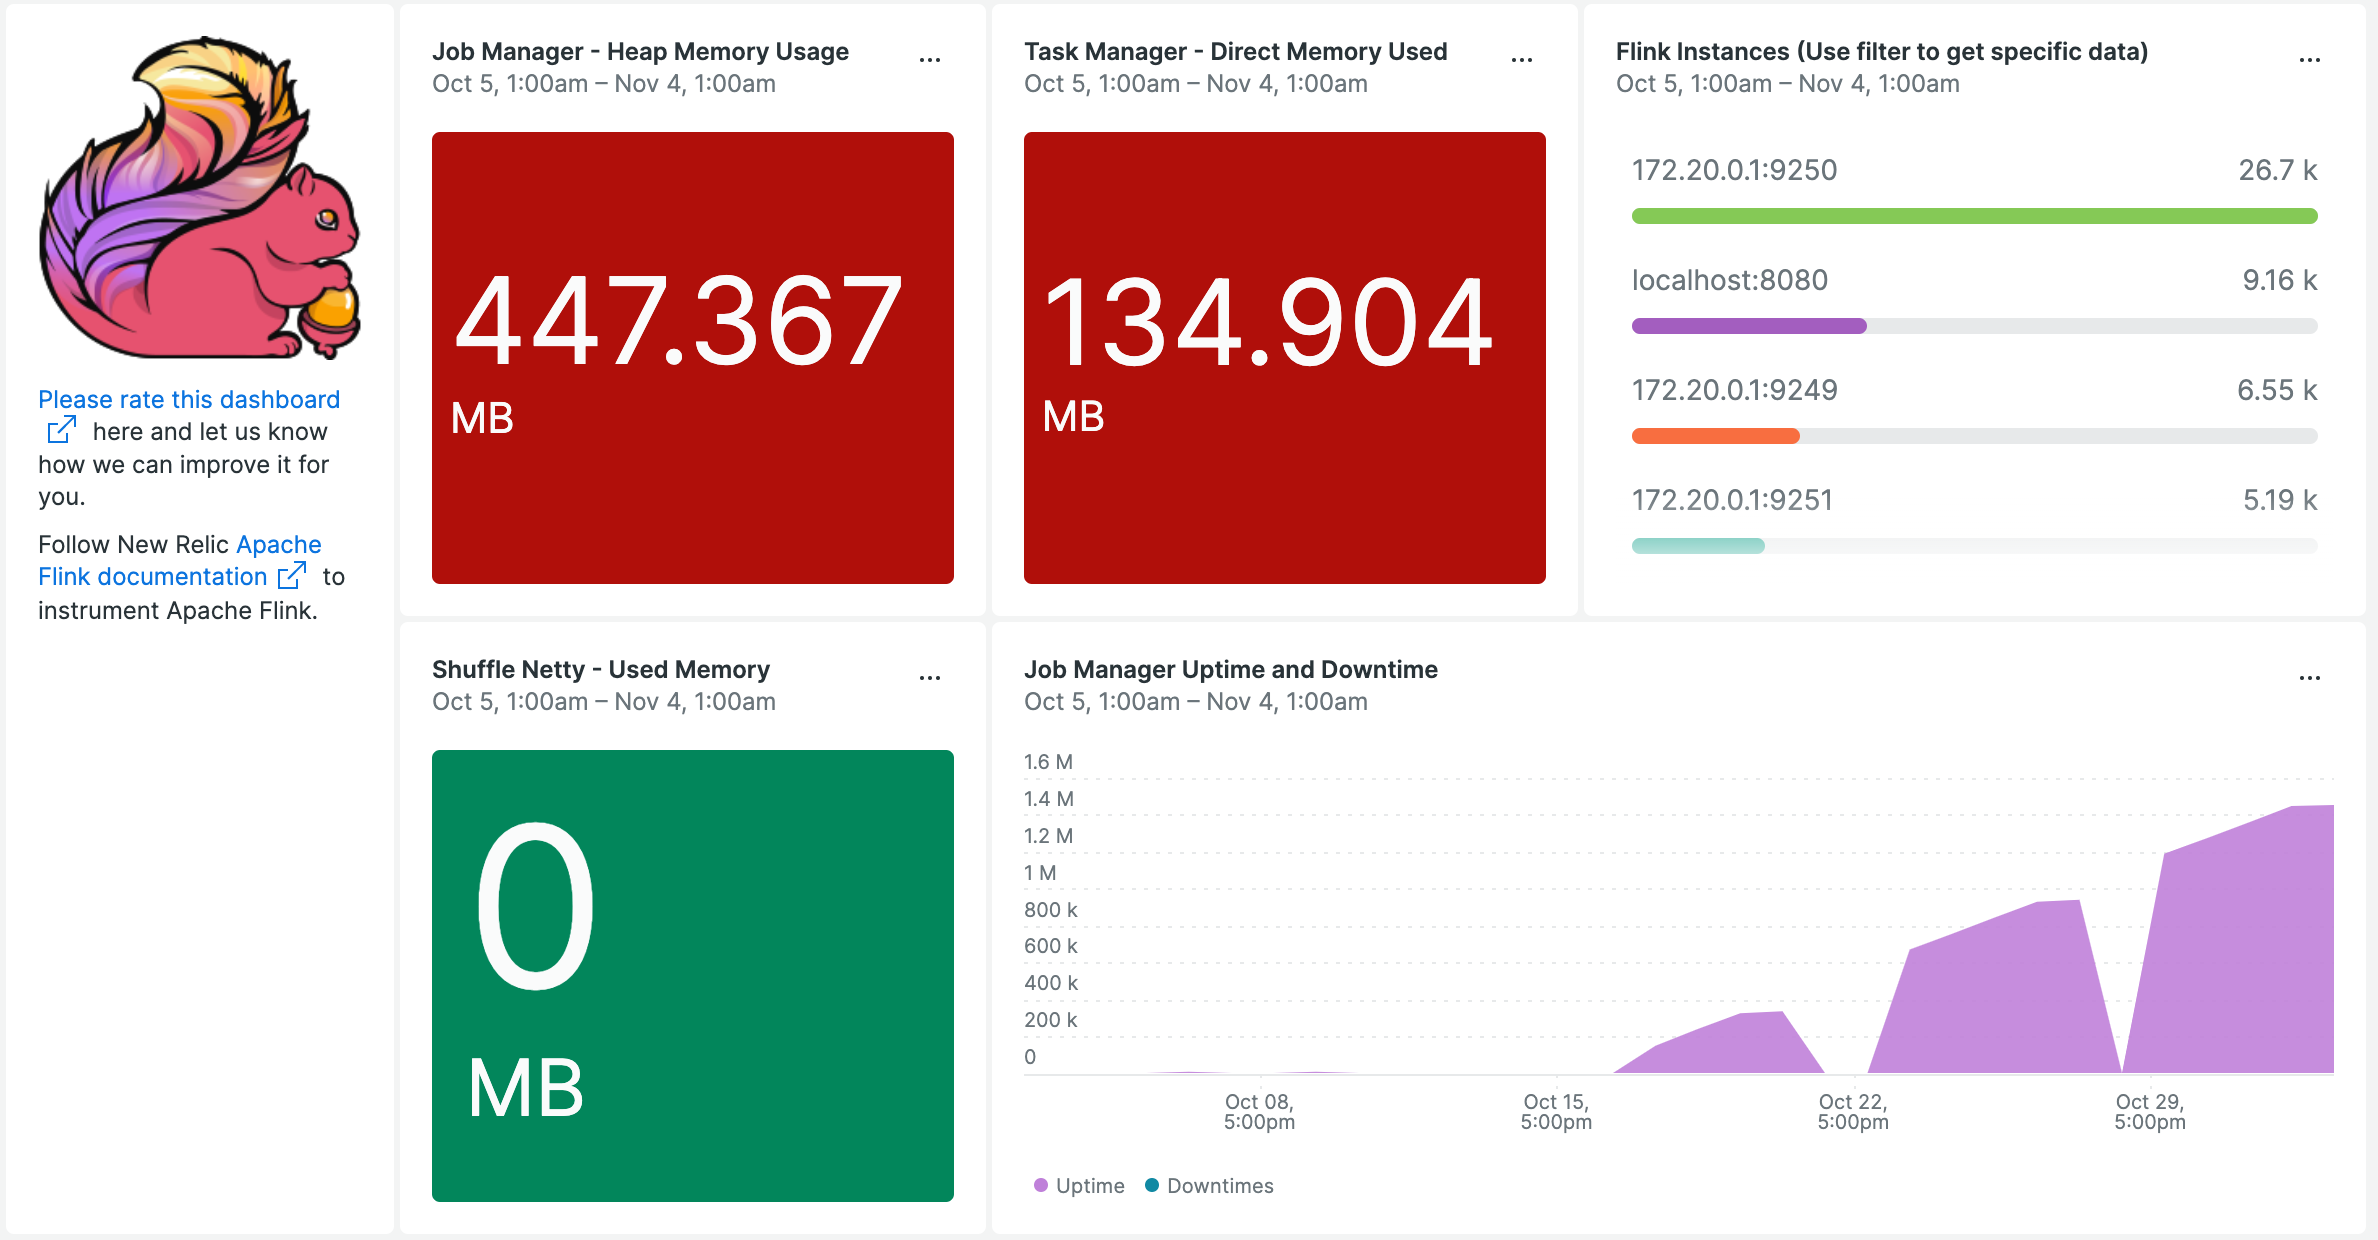 Please rate this dashboard
here and let us know
how we can improve it for
you.
Follow New Relic Apache
Flink documentation to
instrument Apache Flink.
Job Manager - Heap Memory Usage
...
Oct 5, 1:00am – Nov 4, 1:00am
447.367
MB
Task Manager - Direct Memory Used
...
Oct 5, 1:00am – Nov 4, 1:00am
134.904
MB
Flink Instances (Use filter to get specific data)
...
Oct 5, 1:00am – Nov 4, 1:00am
172.20.0.1:9250 26.7 k
localhost:8080 9.16 k
172.20.0.1:9249 6.55 k
172.20.0.1:9251 5.19 k
Shuffle Netty - Used Memory
...
Oct 5, 1:00am – Nov 4, 1:00am
0
MB
Job Manager Uptime and Downtime
...
Oct 5, 1:00am – Nov 4, 1:00am
1.6 M
1.4 M
1.2 M
1 M
800 k
600 k
400 k
200 k
0
Oct 08,
5:00pm
Oct 15,
5:00pm
Oct 22,
5:00pm
Oct 29,
5:00pm
Uptime Downtimes